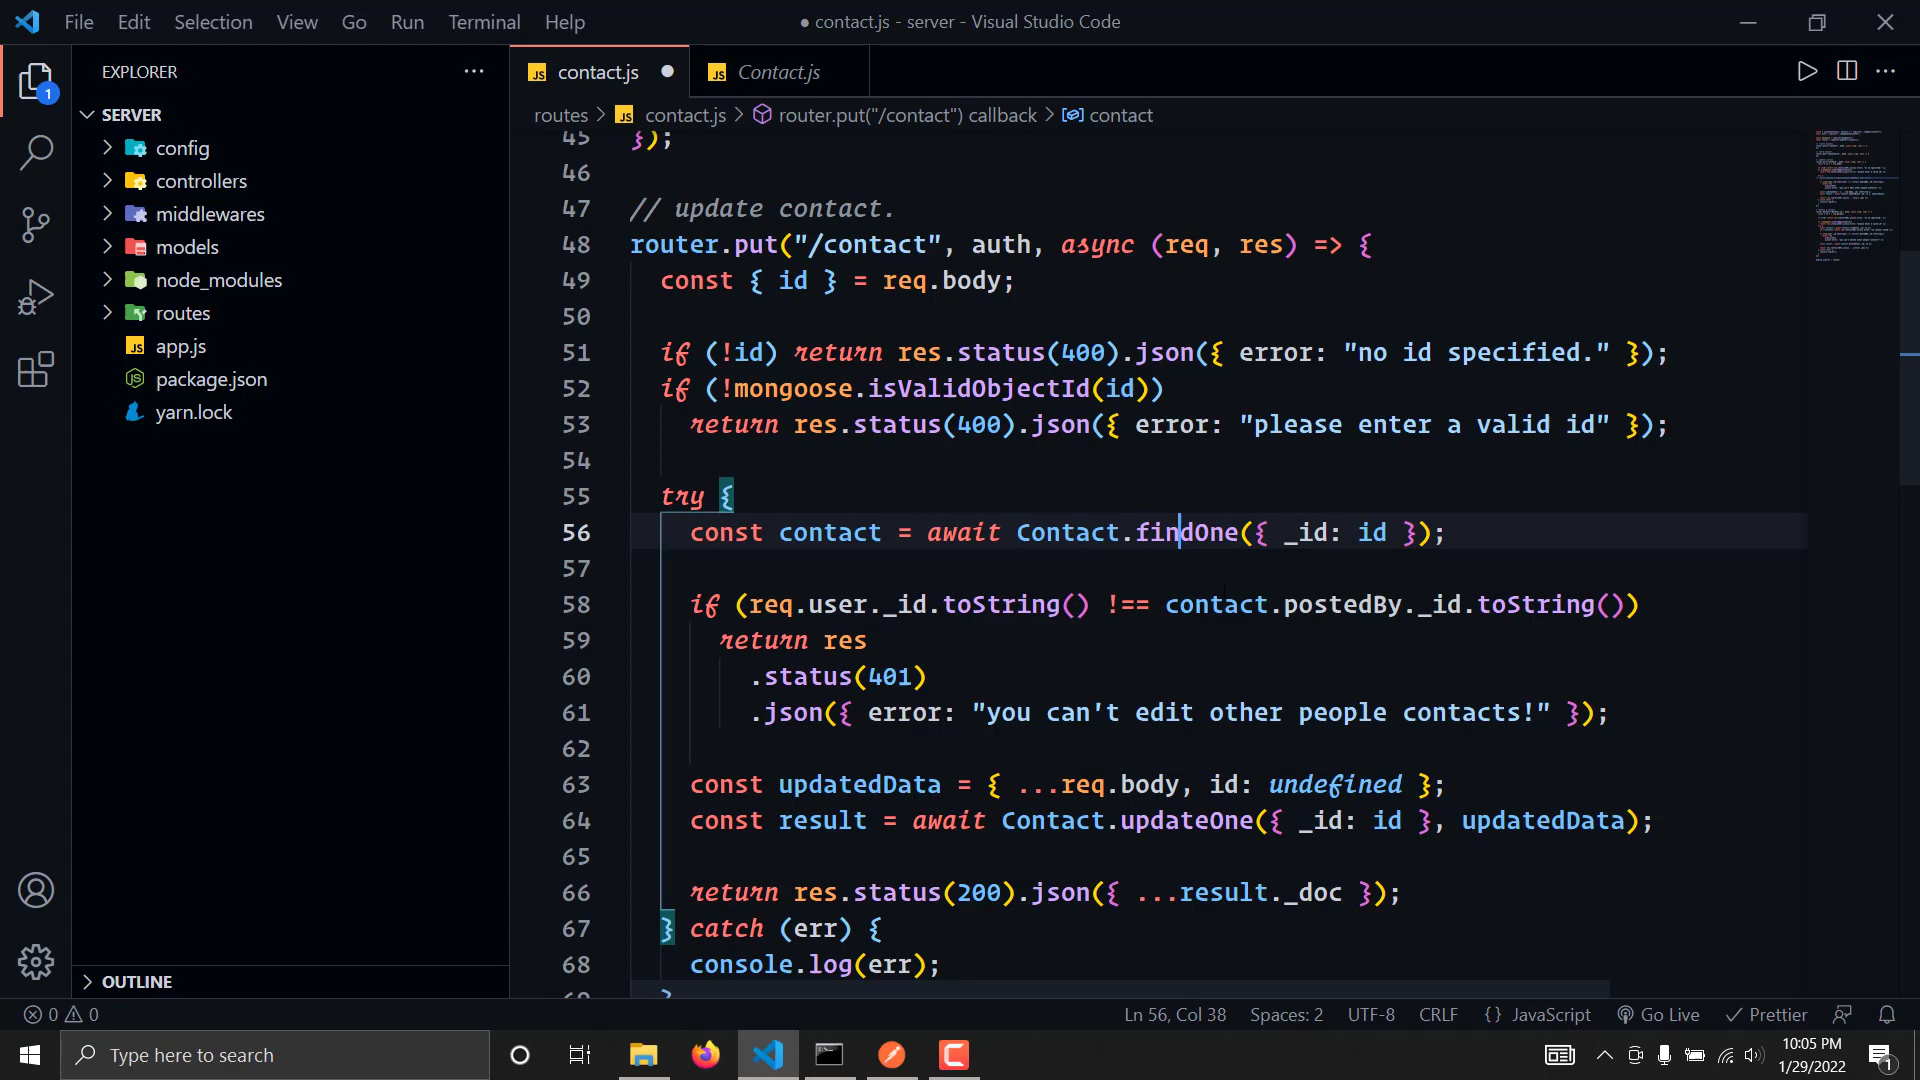 File Edit Selection View Go Run Terminal Help
● contact.js - server - Visual Studio Code
EXPLORER
contact.js
Contact.js
1
SERVER
routes > contact.js > router.put("/contact") callback > contact
config
controllers
middlewares
models
node_modules
routes
app.js
package.json
yarn.lock
OUTLINE
45 });
46
47 // update contact.
48 router.put("/contact", auth, async (req, res) => {
49 const { id } = req.body;
50
51 if (!id) return res.status(400).json({ error: "no id specified." });
52 if (!mongoose.isValidObjectId(id))
53 return res.status(400).json({ error: "please enter a valid id" });
54
55 try {
56 const contact = await Contact.findOne({ _id: id });
57
58 if (req.user._id.toString() !== contact.postedBy._id.toString())
59 return res
60 .status(401)
61 .json({ error: "you can't edit other people contacts!" });
62
63 const updatedData = { ...req.body, id: undefined };
64 const result = await Contact.updateOne({ _id: id }, updatedData);
65
66 return res.status(200).json({ ...result._doc });
67 } catch (err) {
68 console.log(err);
69 }
0 0
Ln 56, Col 38 Spaces: 2 UTF-8 CRLF {} JavaScript Go Live Prettier
Type here to search
10:05 PM
1/29/2022
1